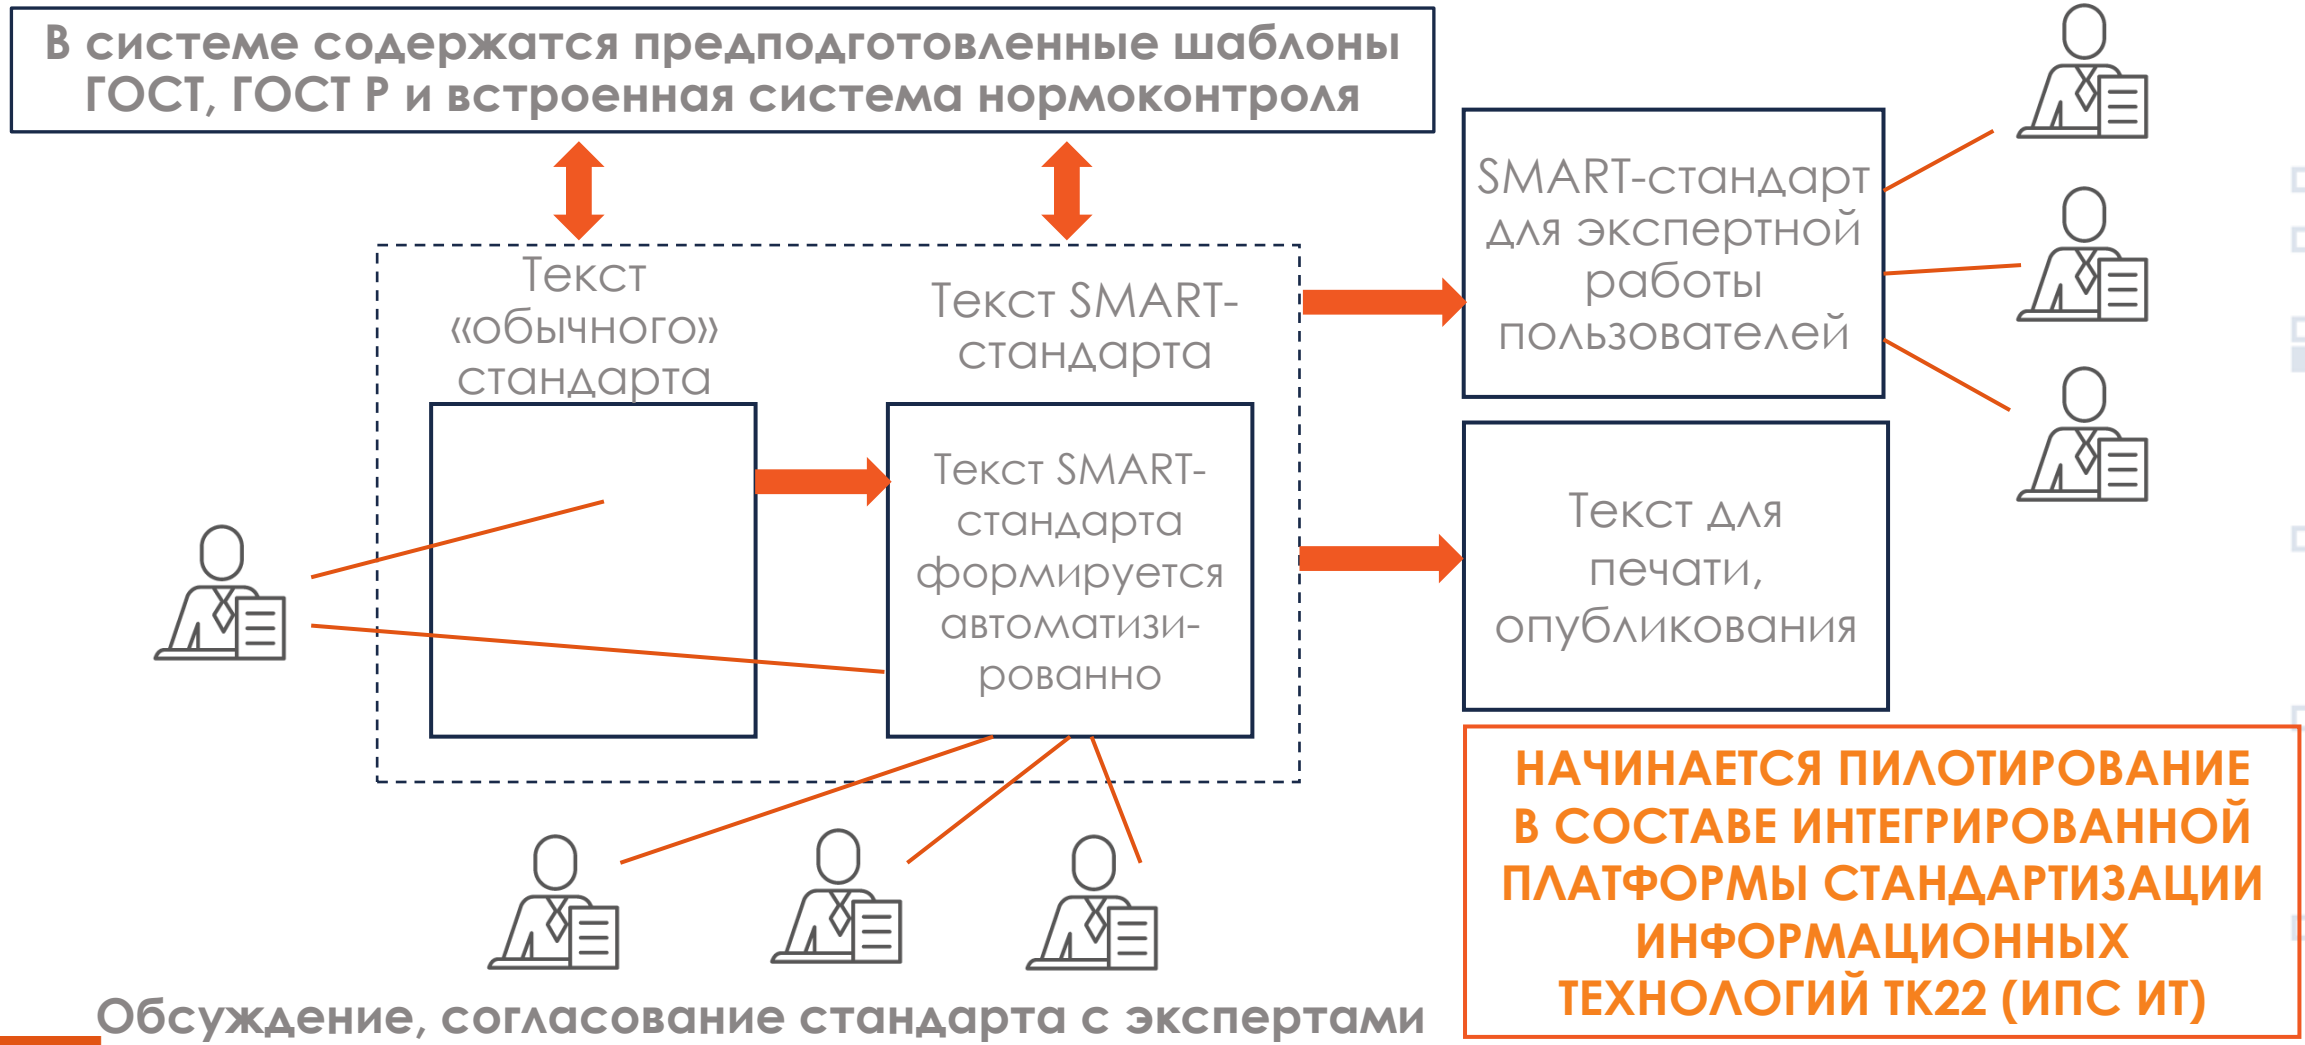 В системе содержатся предподготовленные шаблоны
ГОСТ, ГОСТ Р и встроенная система нормоконтроля
Текст
«обычного»
стандарта
Текст SMART-
стандарта
Текст SMART-
стандарта
формируется
автоматизи-
рованно
SMART-стандарт
для экспертной
работы
пользователей
Текст для
печати,
опубликования
НАЧИНАЕТСЯ ПИЛОТИРОВАНИЕ
В СОСТАВЕ ИНТЕГРИРОВАННОЙ
ПЛАТФОРМЫ СТАНДАРТИЗАЦИИ
ИНФОРМАЦИОННЫХ
ТЕХНОЛОГИЙ ТК22 (ИПС ИТ)
Обсуждение, согласование стандарта с экспертами